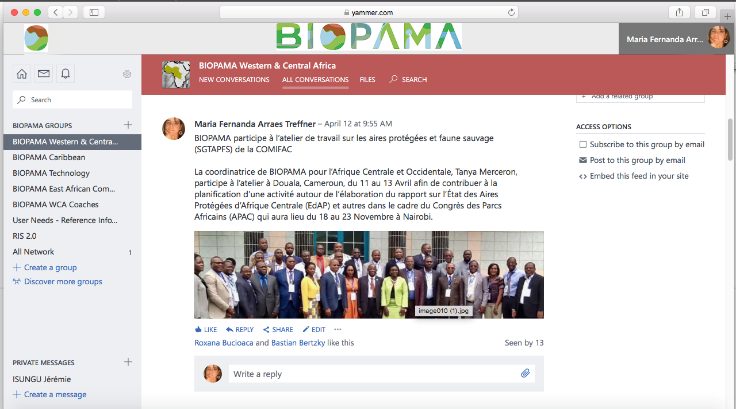 yammer.com
BIOPAMA
Maria Fernanda Arr...
BIOPAMA Western & Central Africa
NEW CONVERSATIONS
ALL CONVERSATIONS
FILES
SEARCH
Search
BIOPAMA GROUPS
BIOPAMA Western & Centra...
BIOPAMA Caribbean
BIOPAMA Technology
BIOPAMA East African Com...
BIOPAMA WCA Coaches
User Needs - Reference Info...
RIS 2.0
All Network 1
+ Create a group
Discover more groups
PRIVATE MESSAGES
ISUNGU Jérémie
+ Create a message
Maria Fernanda Arraes Treffner – April 12 at 9:55 AM
BIOPAMA participe à l'atelier de travail sur les aires protégées et faune sauvage
(SGTAPFS) de la COMIFAC
La coordinatrice de BIOPAMA pour l'Afrique Centrale et Occidentale, Tanya Merceron,
participe à l'atelier à Douala, Cameroun, du 11 au 13 Avril afin de contribuer à la
planification d'une activité autour de l'élaboration du rapport sur l'État des Aires
Protégées d'Afrique Centrale (EdAP) et autres dans le cadre du Congrès des Parcs
Africains (APAC) qui aura lieu du 18 au 23 Novembre à Nairobi.
image010 (1).jpg
LIKE
REPLY
SHARE
EDIT
...
Roxana Bucioaca and Bastian Bertzky like this
Seen by 13
Write a reply
+ Add a related group
ACCESS OPTIONS
Subscribe to this group by email
Post to this group by email
Embed this feed in your site